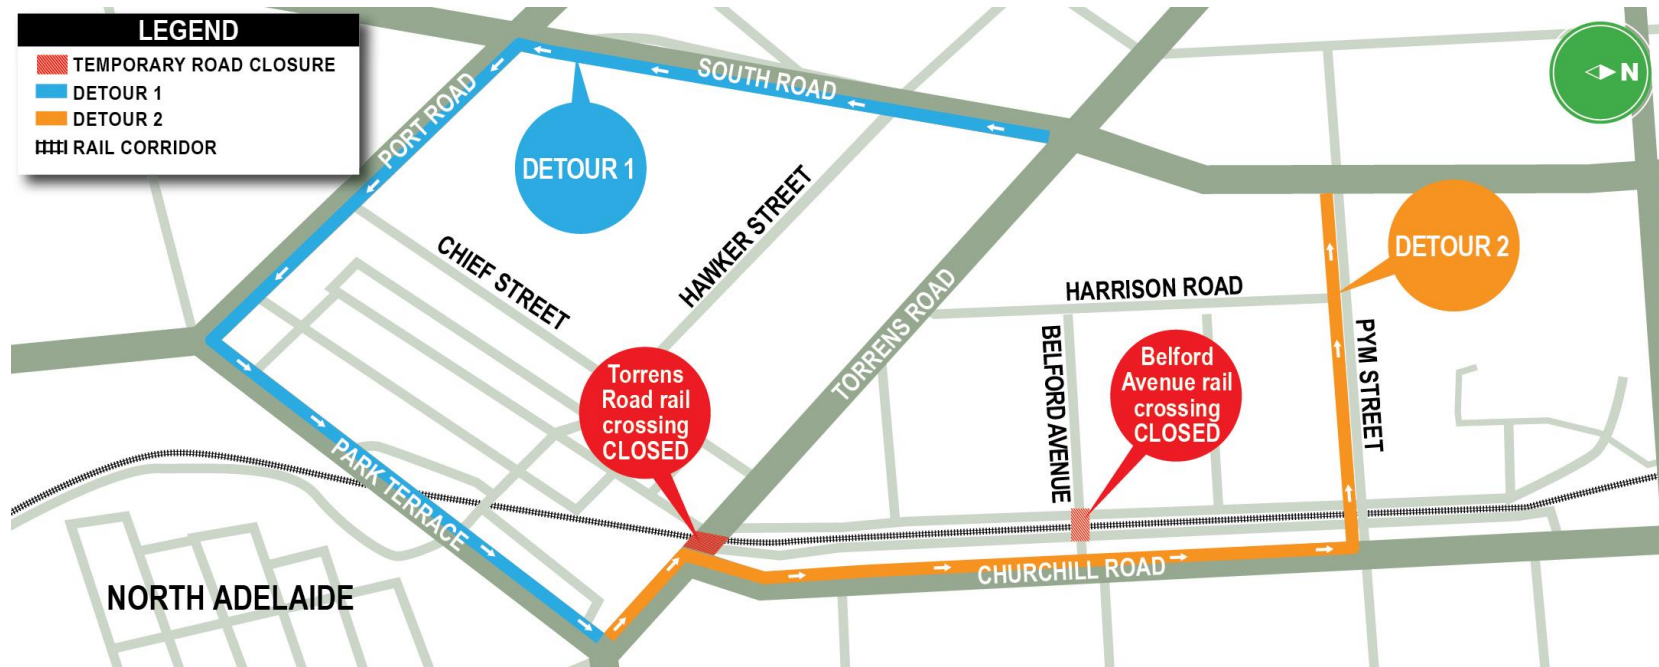 LEGEND
TEMPORARY ROAD CLOSURE
DETOUR 1
DETOUR 2
RAIL CORRIDOR
N
SOUTH ROAD
PORT ROAD
DETOUR 1
HAWKER STREET
CHIEF STREET
DETOUR 2
HARRISON ROAD
TORRENS ROAD
BELFORD AVENUE
PYM STREET
Torrens
Road rail
crossing
CLOSED
Belford
Avenue rail
crossing
CLOSED
PARK TERRACE
CHURCHILL ROAD
NORTH ADELAIDE